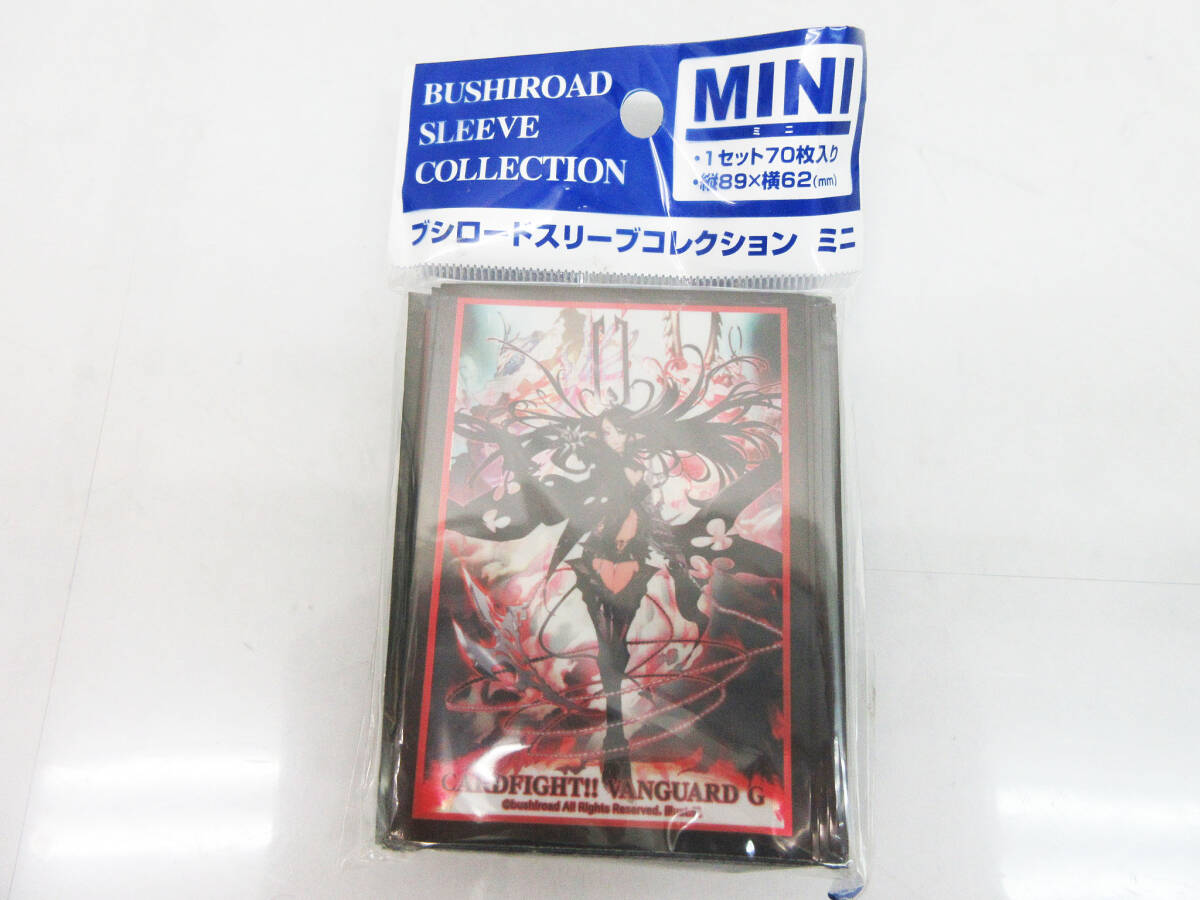 BUSHIROAD
SLEEVE
COLLECTION
MINI
ミニ
・1セット70枚入り
・縦89×横62(mm)
ブシロードスリーブコレクション ミニ
CARDFIGHT!! VANGUARD G
©bushiroad All Rights Reserved.